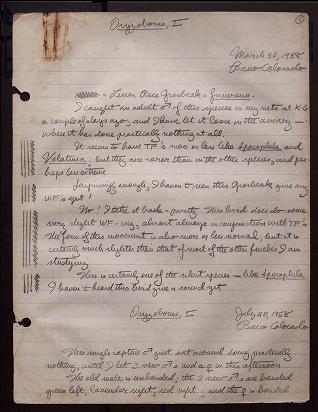 Oryzoborus, I
①
March 30, 1958
Barro Colorado
= Lesser Rice Grosbeak = funereus.
I caught an adult ♂ of this species in my nets at K-6
a couple of days ago, and I have let it loose in the aviary —
where it has done practically nothing at all.
It seems to have TF's more or less like Sporophila and
Volatinia, but they are rarer than in the other species, and per-
haps less extreme
Intriguingly enough, I haven't seen this Grosbeak give any
WF's yet!
No! I take it back - partly. This bird does do some
very slight WF-ing, almost always in conjunction with TF's.
The form of this movement is also more or less normal, but it is
certainly much slighter than that of most of the other finches I am
studying.
This is certainly one of the silent species — like Sporophila
I haven't heard this bird give a sound yet
Oryzoborus, I
July 20, 1958
Barro Colorado
This single captive ♂ just sat around doing practically
nothing, until I let 3 new ♂s and a ♀ in this afternoon
The old male is unbanded; the 3 new ♂s are banded
green left, lavender right, red right, and the ♀ is banded